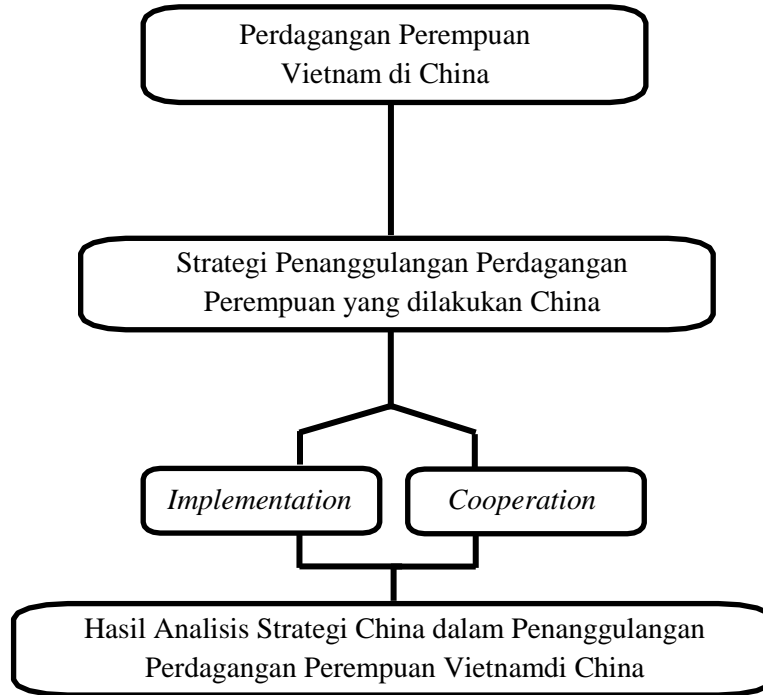 Perdagangan Perempuan
Vietnam di China
Strategi Penanggulangan Perdagangan
Perempuan yang dilakukan China
Implementation
Cooperation
Hasil Analisis Strategi China dalam Penanggulangan
Perdagangan Perempuan Vietnamdi China